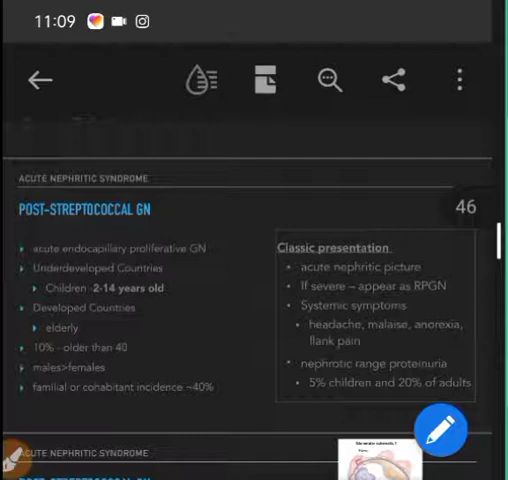 11:09
ACUTE NEPHRITIC SYNDROME
46
POST-STREPTOCOCCAL GN
acute endocapillary proliferative GN
Underdeveloped Countries
Children -2-14 years old
Developed Countries
elderly
10% - older than 40
males>females
familial or cohabitant incidence ~40%
Classic presentation
acute nephritic picture
If severe – appear as RPGN
Systemic symptoms
headache, malaise, anorexia,
flank pain
nephrotic range proteinuria
5% children and 20% of adults
ACUTE NEPHRITIC SYNDROME